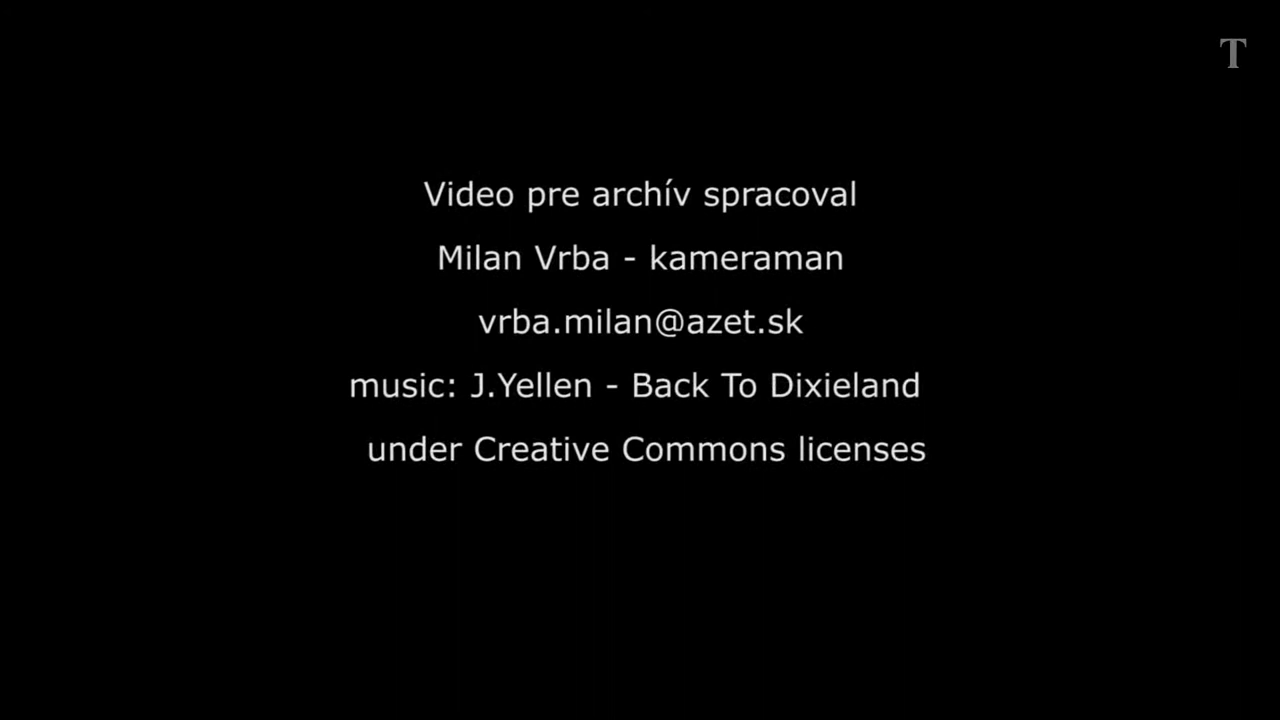 T
Video pre archív spracoval
Milan Vrba - kameraman
vrba.milan@azet.sk
music: J.Yellen - Back To Dixieland
under Creative Commons licenses